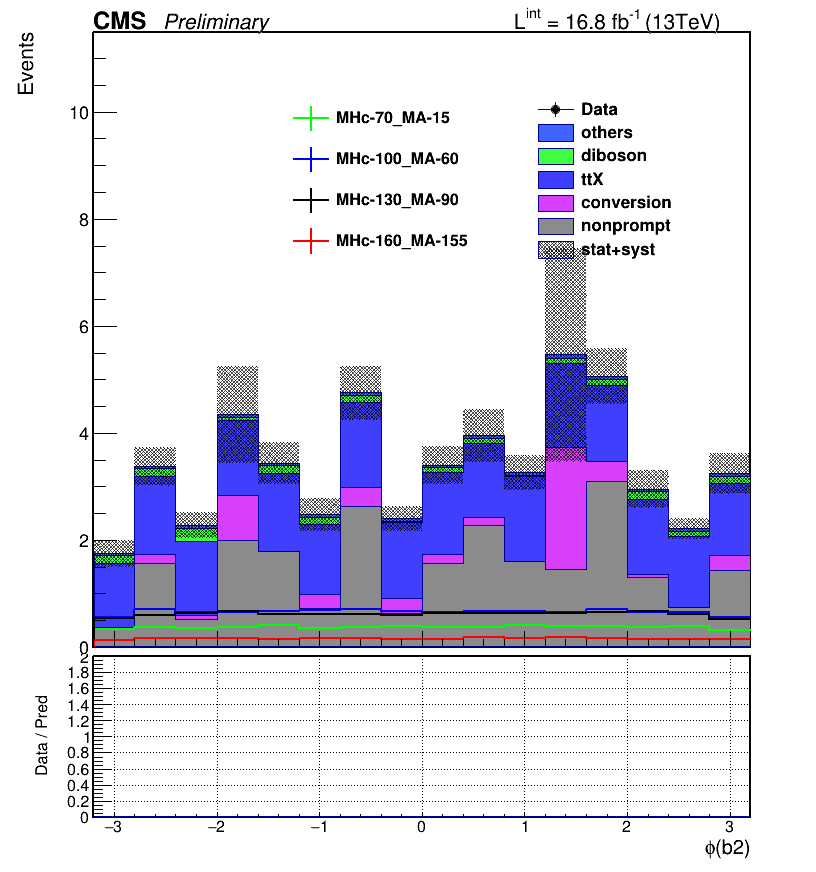 CMS Preliminary L^int = 16.8 fb^-1 (13TeV)
Events
10
8
6
4
2
0
MHc-70_MA-15
MHc-100_MA-60
MHc-130_MA-90
MHc-160_MA-155
Data
others
diboson
ttX
conversion
nonprompt
stat+syst
Data / Pred
2
1.8
1.6
1.4
1.2
1
0.8
0.6
0.4
0.2
0
−3 −2 −1 0 1 2 3
ϕ(b2)